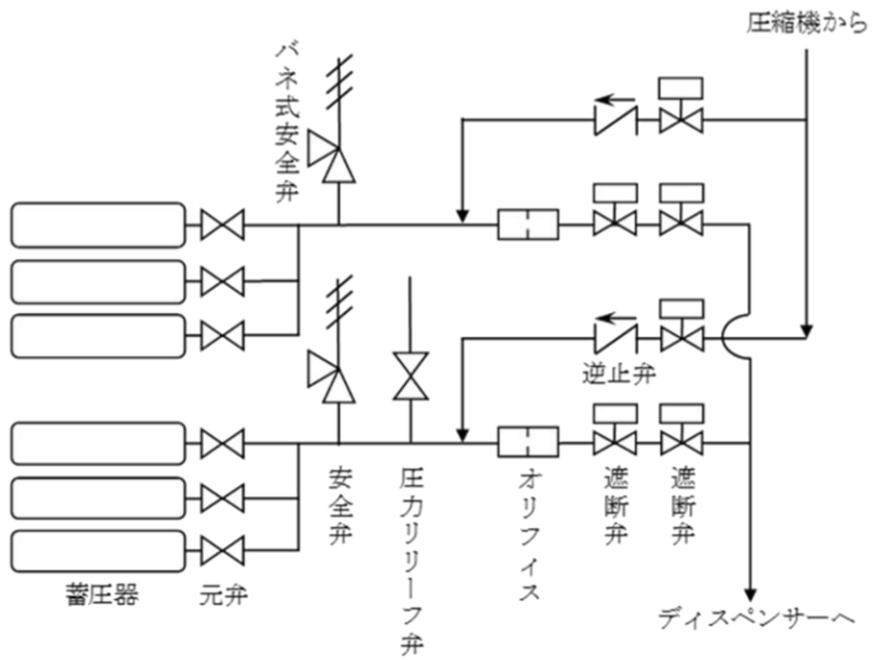 圧縮機から
バネ式安全弁
逆止弁
安全弁
圧力リリーフ弁
オリフィス
遮断弁
遮断弁
蓄圧器
元弁
ディスペンサーへ